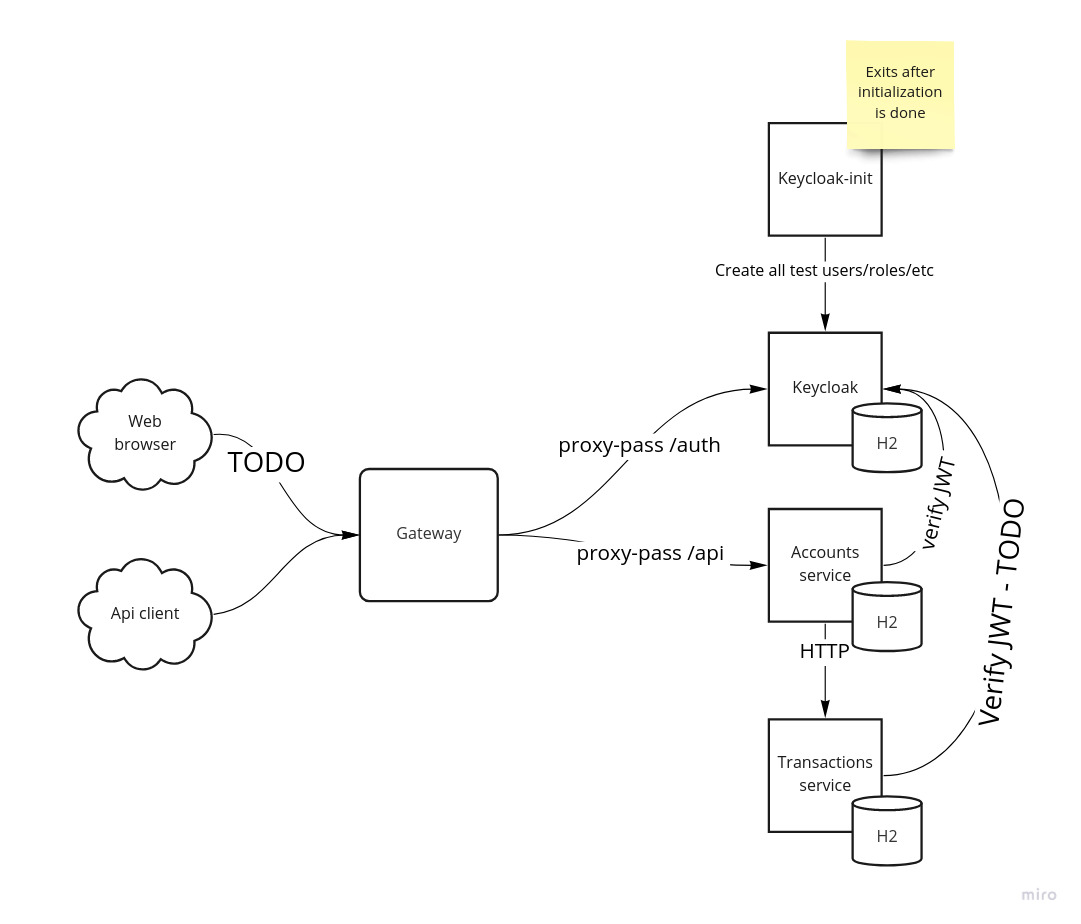 Exits after
initialization
is done
Keycloak-init
Create all test users/roles/etc
Keycloak
H2
Web
browser
TODO
proxy-pass /auth
Gateway
verify JWT
proxy-pass /api
Accounts
service
H2
Verify JWT - TODO
Api client
HTTP
Transactions
service
H2
miro